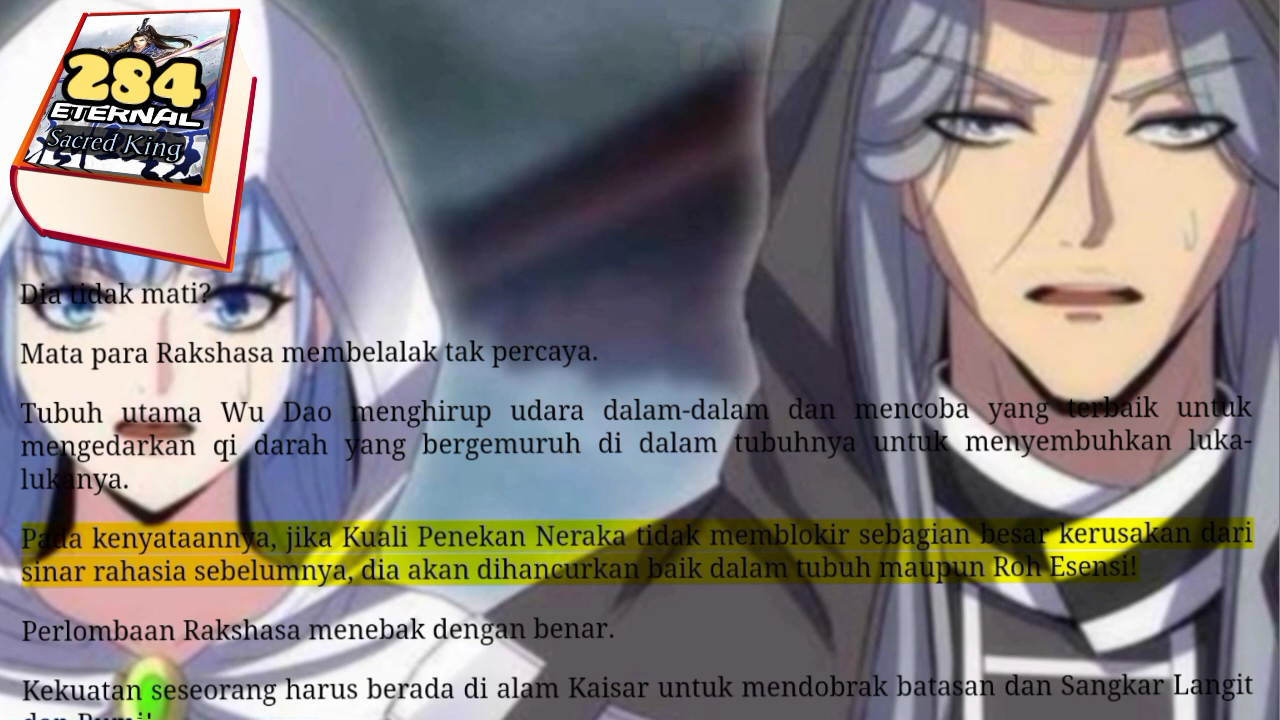 284
ETERNAL
Sacred King
Dia tidak mati?
Mata para Rakshasa membelalak tak percaya.
Tubuh utama Wu Dao menghirup udara dalam-dalam dan mencoba yang terbaik untuk
mengedarkan qi darah yang bergemuruh di dalam tubuhnya untuk menyembuhkan luka-
lukanya.
Pada kenyataannya, jika Kuali Penekan Neraka tidak memblokir sebagian besar kerusakan dari
sinar rahasia sebelumnya, dia akan dihancurkan baik dalam tubuh maupun Roh Esensi!
Perlombaan Rakshasa menebak dengan benar.
Kekuatan seseorang harus berada di alam Kaisar untuk mendobrak batasan dan Sangkar Langit
dan Bumi!